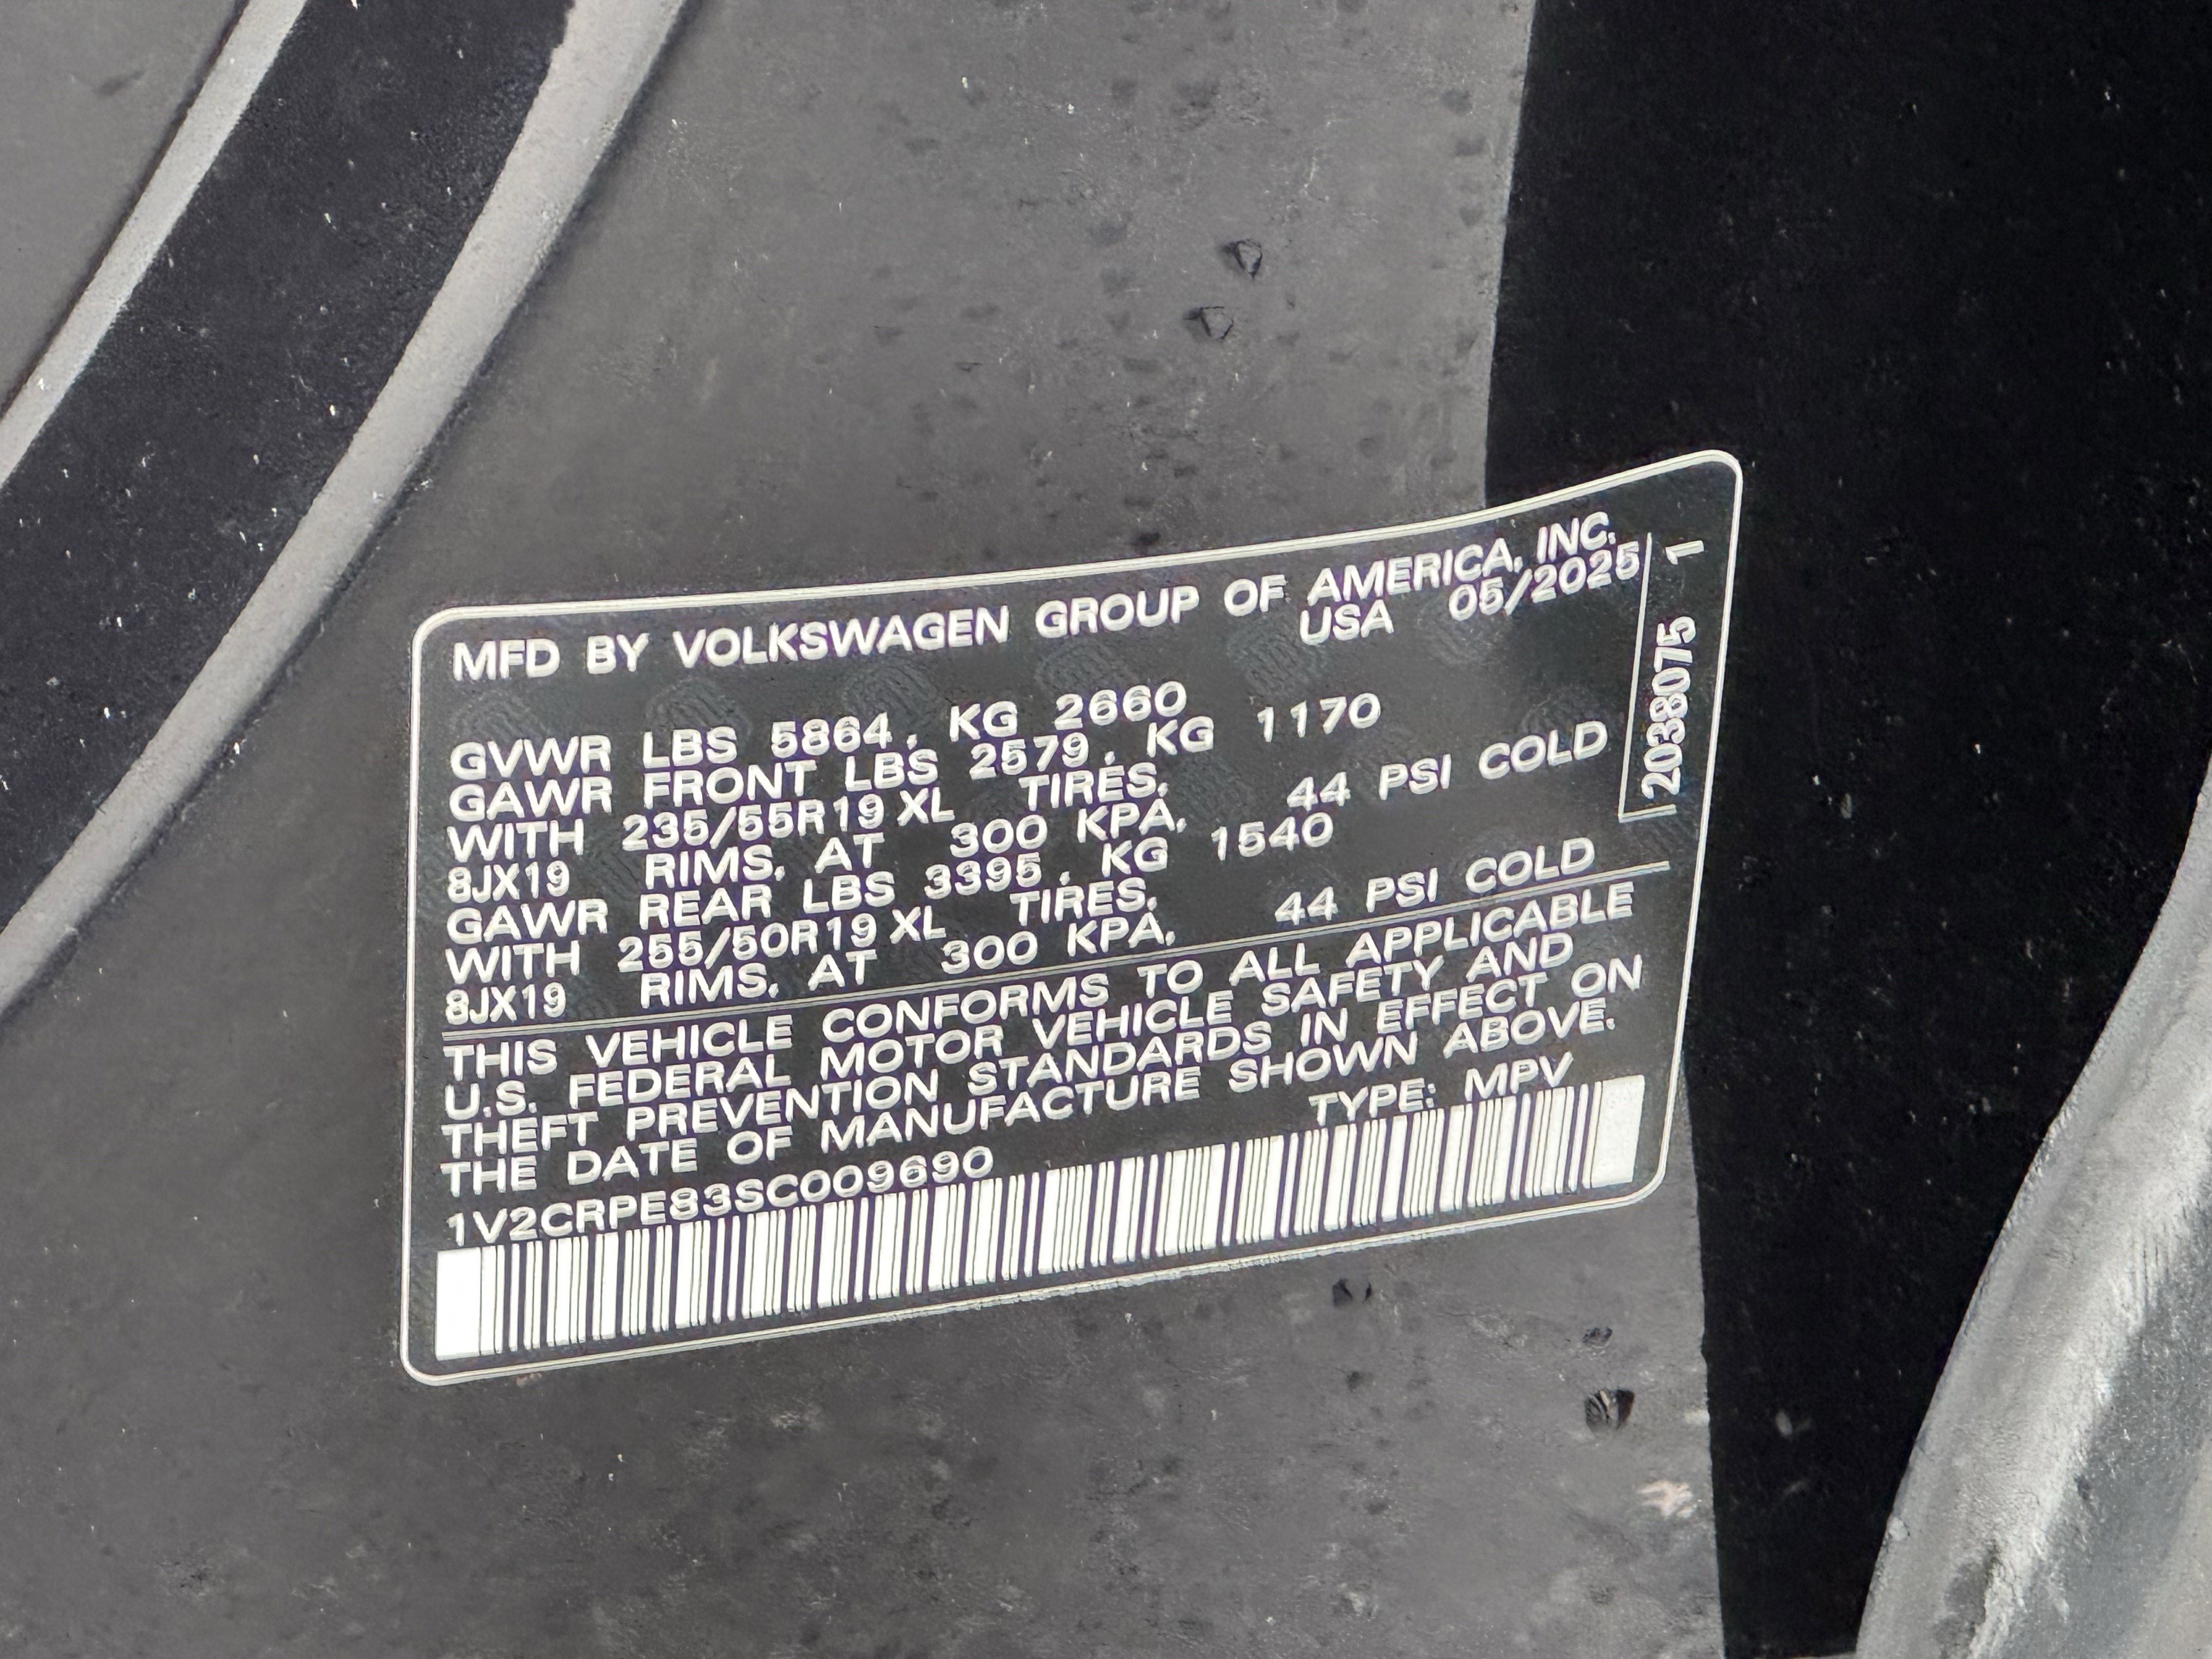 MFD BY VOLKSWAGEN GROUP OF AMERICA, INC.
USA 05/2025
GVWR LBS 5864, KG 2660
GAWR FRONT LBS 2579, KG 1170
WITH 235/55R19 XL TIRES,
8JX19 RIMS, AT 300 KPA, 44 PSI COLD
GAWR REAR LBS 3395, KG 1540
WITH 255/50R19 XL TIRES,
8JX19 RIMS, AT 300 KPA, 44 PSI COLD
THIS VEHICLE CONFORMS TO ALL APPLICABLE
U.S. FEDERAL MOTOR VEHICLE SAFETY AND
THEFT PREVENTION STANDARDS IN EFFECT ON
THE DATE OF MANUFACTURE SHOWN ABOVE.
TYPE: MPV
1V2CRPE83SC009690
2038075 1